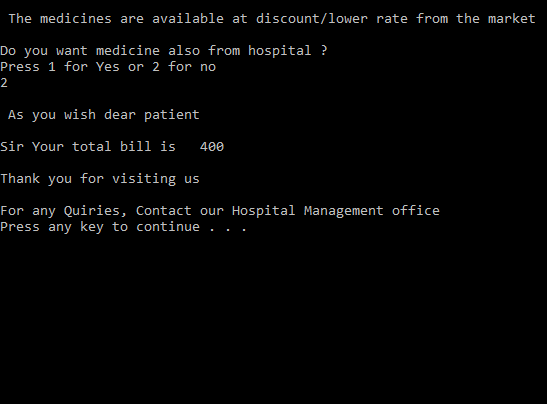 The medicines are available at discount/lower rate from the market
Do you want medicine also from hospital ?
Press 1 for Yes or 2 for no
2
As you wish dear patient
Sir Your total bill is   400
Thank you for visiting us
For any Quiries, Contact our Hospital Management office
Press any key to continue . . .